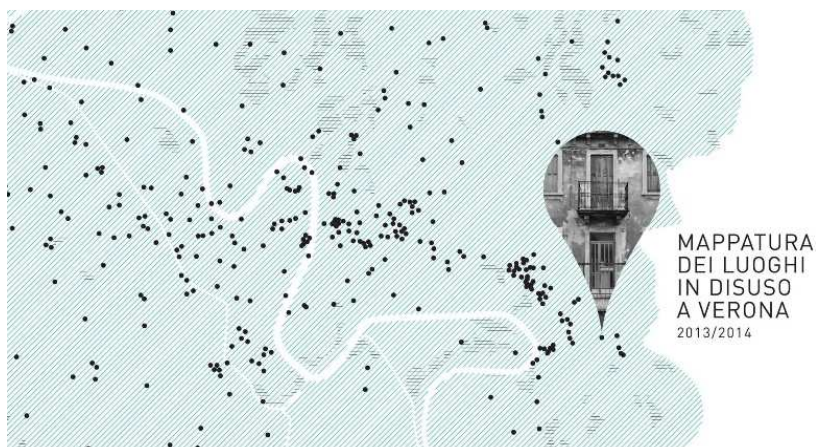 MAPPATURA
DEI LUOGHI
IN DISUSO
A VERONA
2013/2014